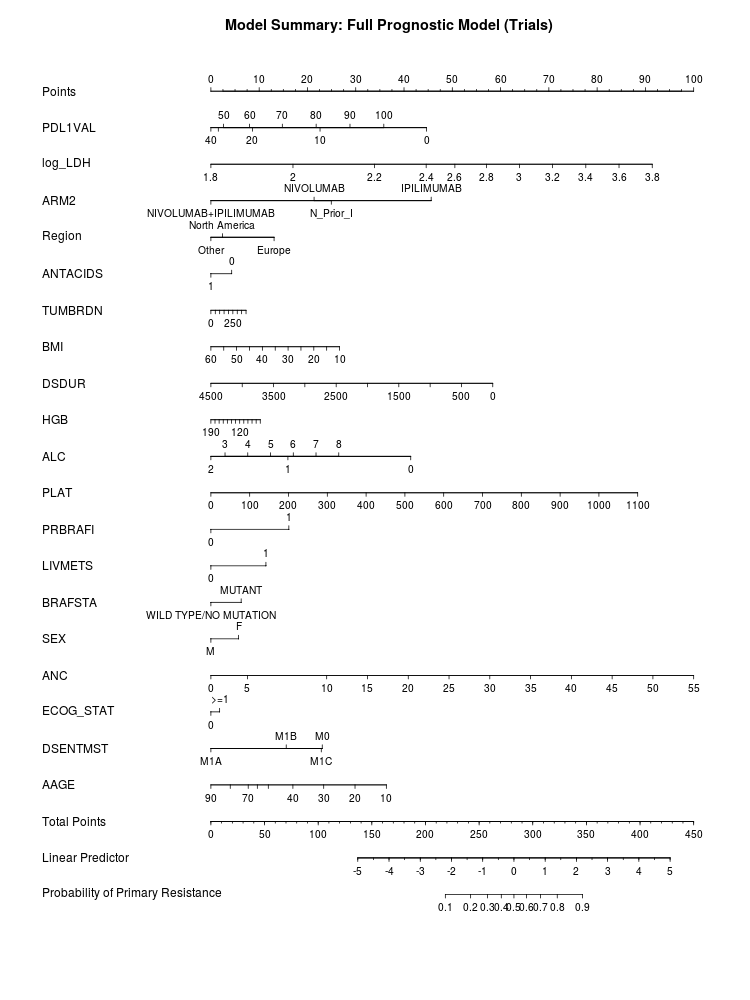 Model Summary: Full Prognostic Model (Trials)
0 10 20 30 40 50 60 70 80 90 100
Points
50 60 70 80 90 100
PDL1VAL
40 20 10 0
log_LDH
1.8 2 2.2 2.4 2.6 2.8 3 3.2 3.4 3.6 3.8
NIVOLUMAB IPILIMUMAB
ARM2
NIVOLUMAB+IPILIMUMAB N_Prior_I
North America
Region
Other Europe
0
ANTACIDS
1
TUMBRDN
0 250
BMI
60 50 40 30 20 10
DSDUR
4500 3500 2500 1500 500 0
HGB
190 120
3 4 5 6 7 8
ALC
2 1 0
PLAT
0 100 200 300 400 500 600 700 800 900 1000 1100
1
PRBRAFI
0
1
LIVMETS
0
MUTANT
BRAFSTA
WILD TYPE/NO MUTATION
F
SEX
M
ANC
0 5 10 15 20 25 30 35 40 45 50 55
>=1
ECOG_STAT
0
M1B M0
DSENTMST
M1A M1C
AAGE
90 70 40 30 20 10
Total Points
0 50 100 150 200 250 300 350 400 450
Linear Predictor
-5 -4 -3 -2 -1 0 1 2 3 4 5
Probability of Primary Resistance
0.1 0.2 0.3 0.4 0.5 0.6 0.7 0.8 0.9